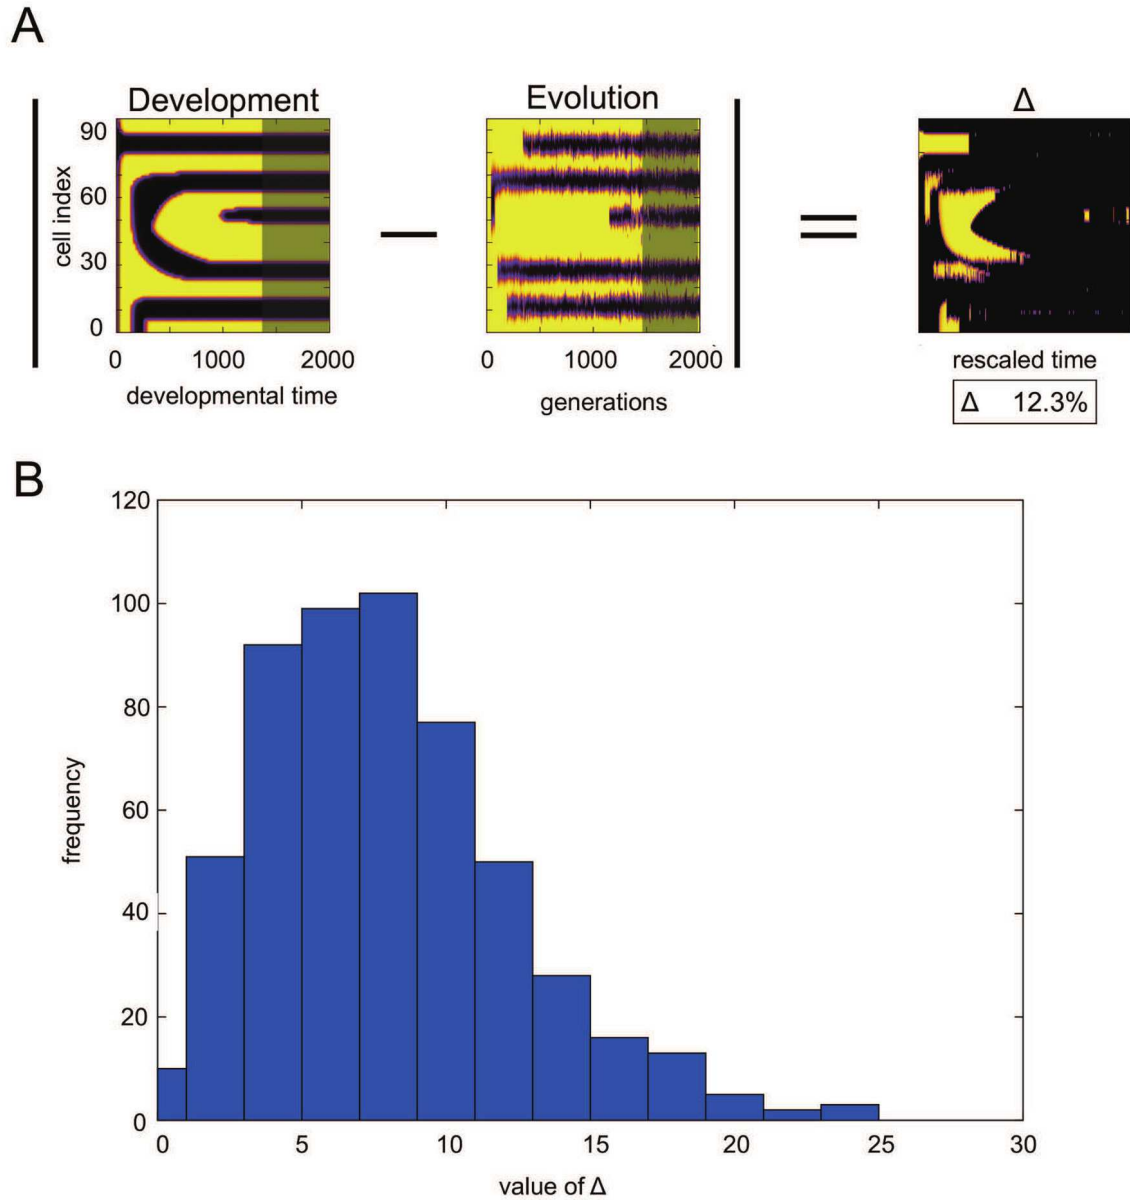 A
Development
Evolution
Δ
90
60
30
0
cell index
0 1000 2000
developmental time
0 1000 2000
generations
rescaled time
Δ 12.3%
B
120
100
80
60
40
20
0
frequency
0 5 10 15 20 25 30
value of Δ